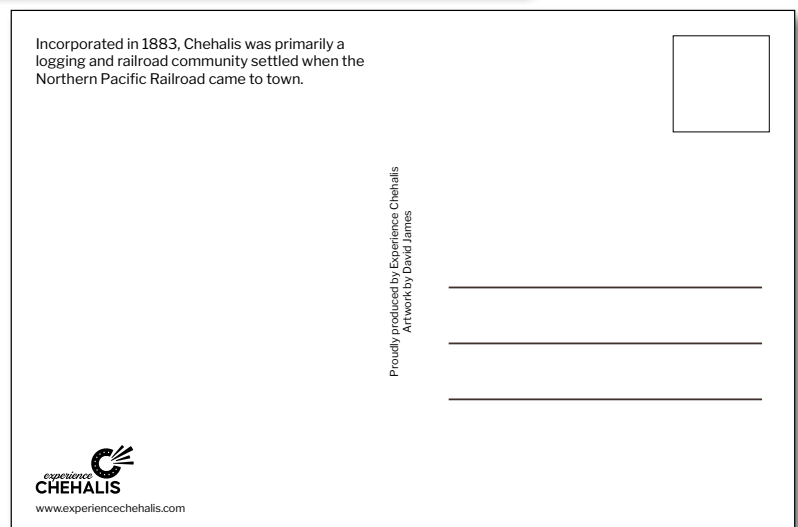 Incorporated in 1883, Chehalis was primarily a
logging and railroad community settled when the
Northern Pacific Railroad came to town.
Proudly produced by Experience Chehalis
Artwork by David James
experience
CHEHALIS
www.experiencechehalis.com